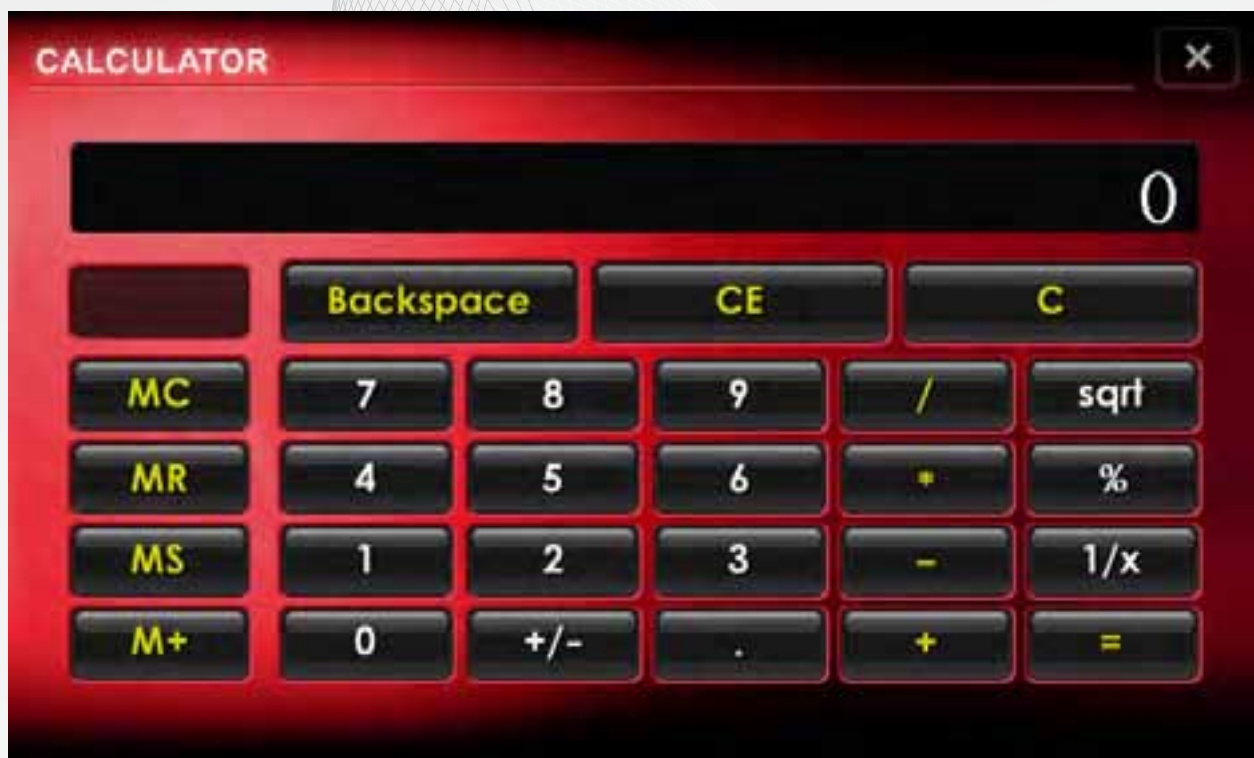 CALCULATOR ×
0
Backspace CE C
MC 7 8 9 / sqrt
MR 4 5 6 * %
MS 1 2 3 - 1/x
M+ 0 +/- . + =